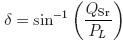 δ = sin⁻¹ (Q_Sr / P_L)